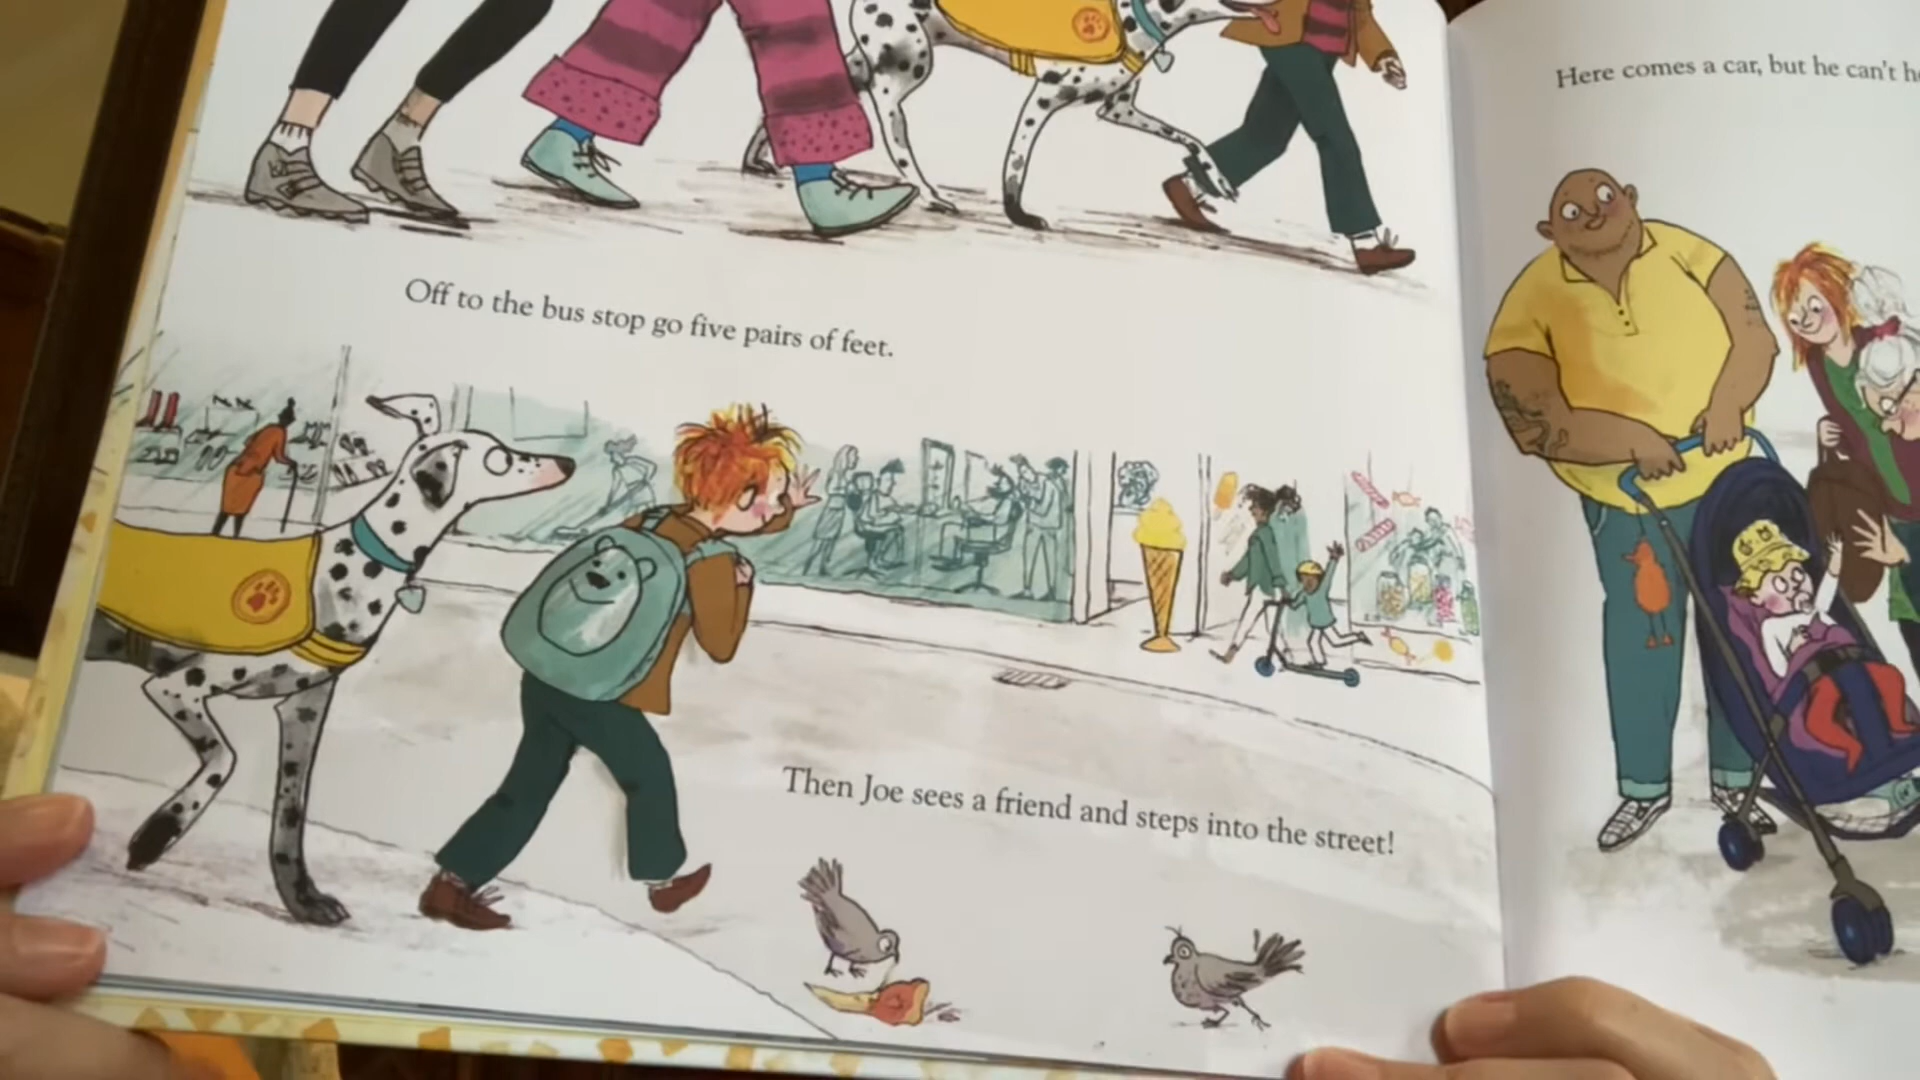 Off to the bus stop go five pairs of feet.
Then Joe sees a friend and steps into the street!
Here comes a car, but he can't